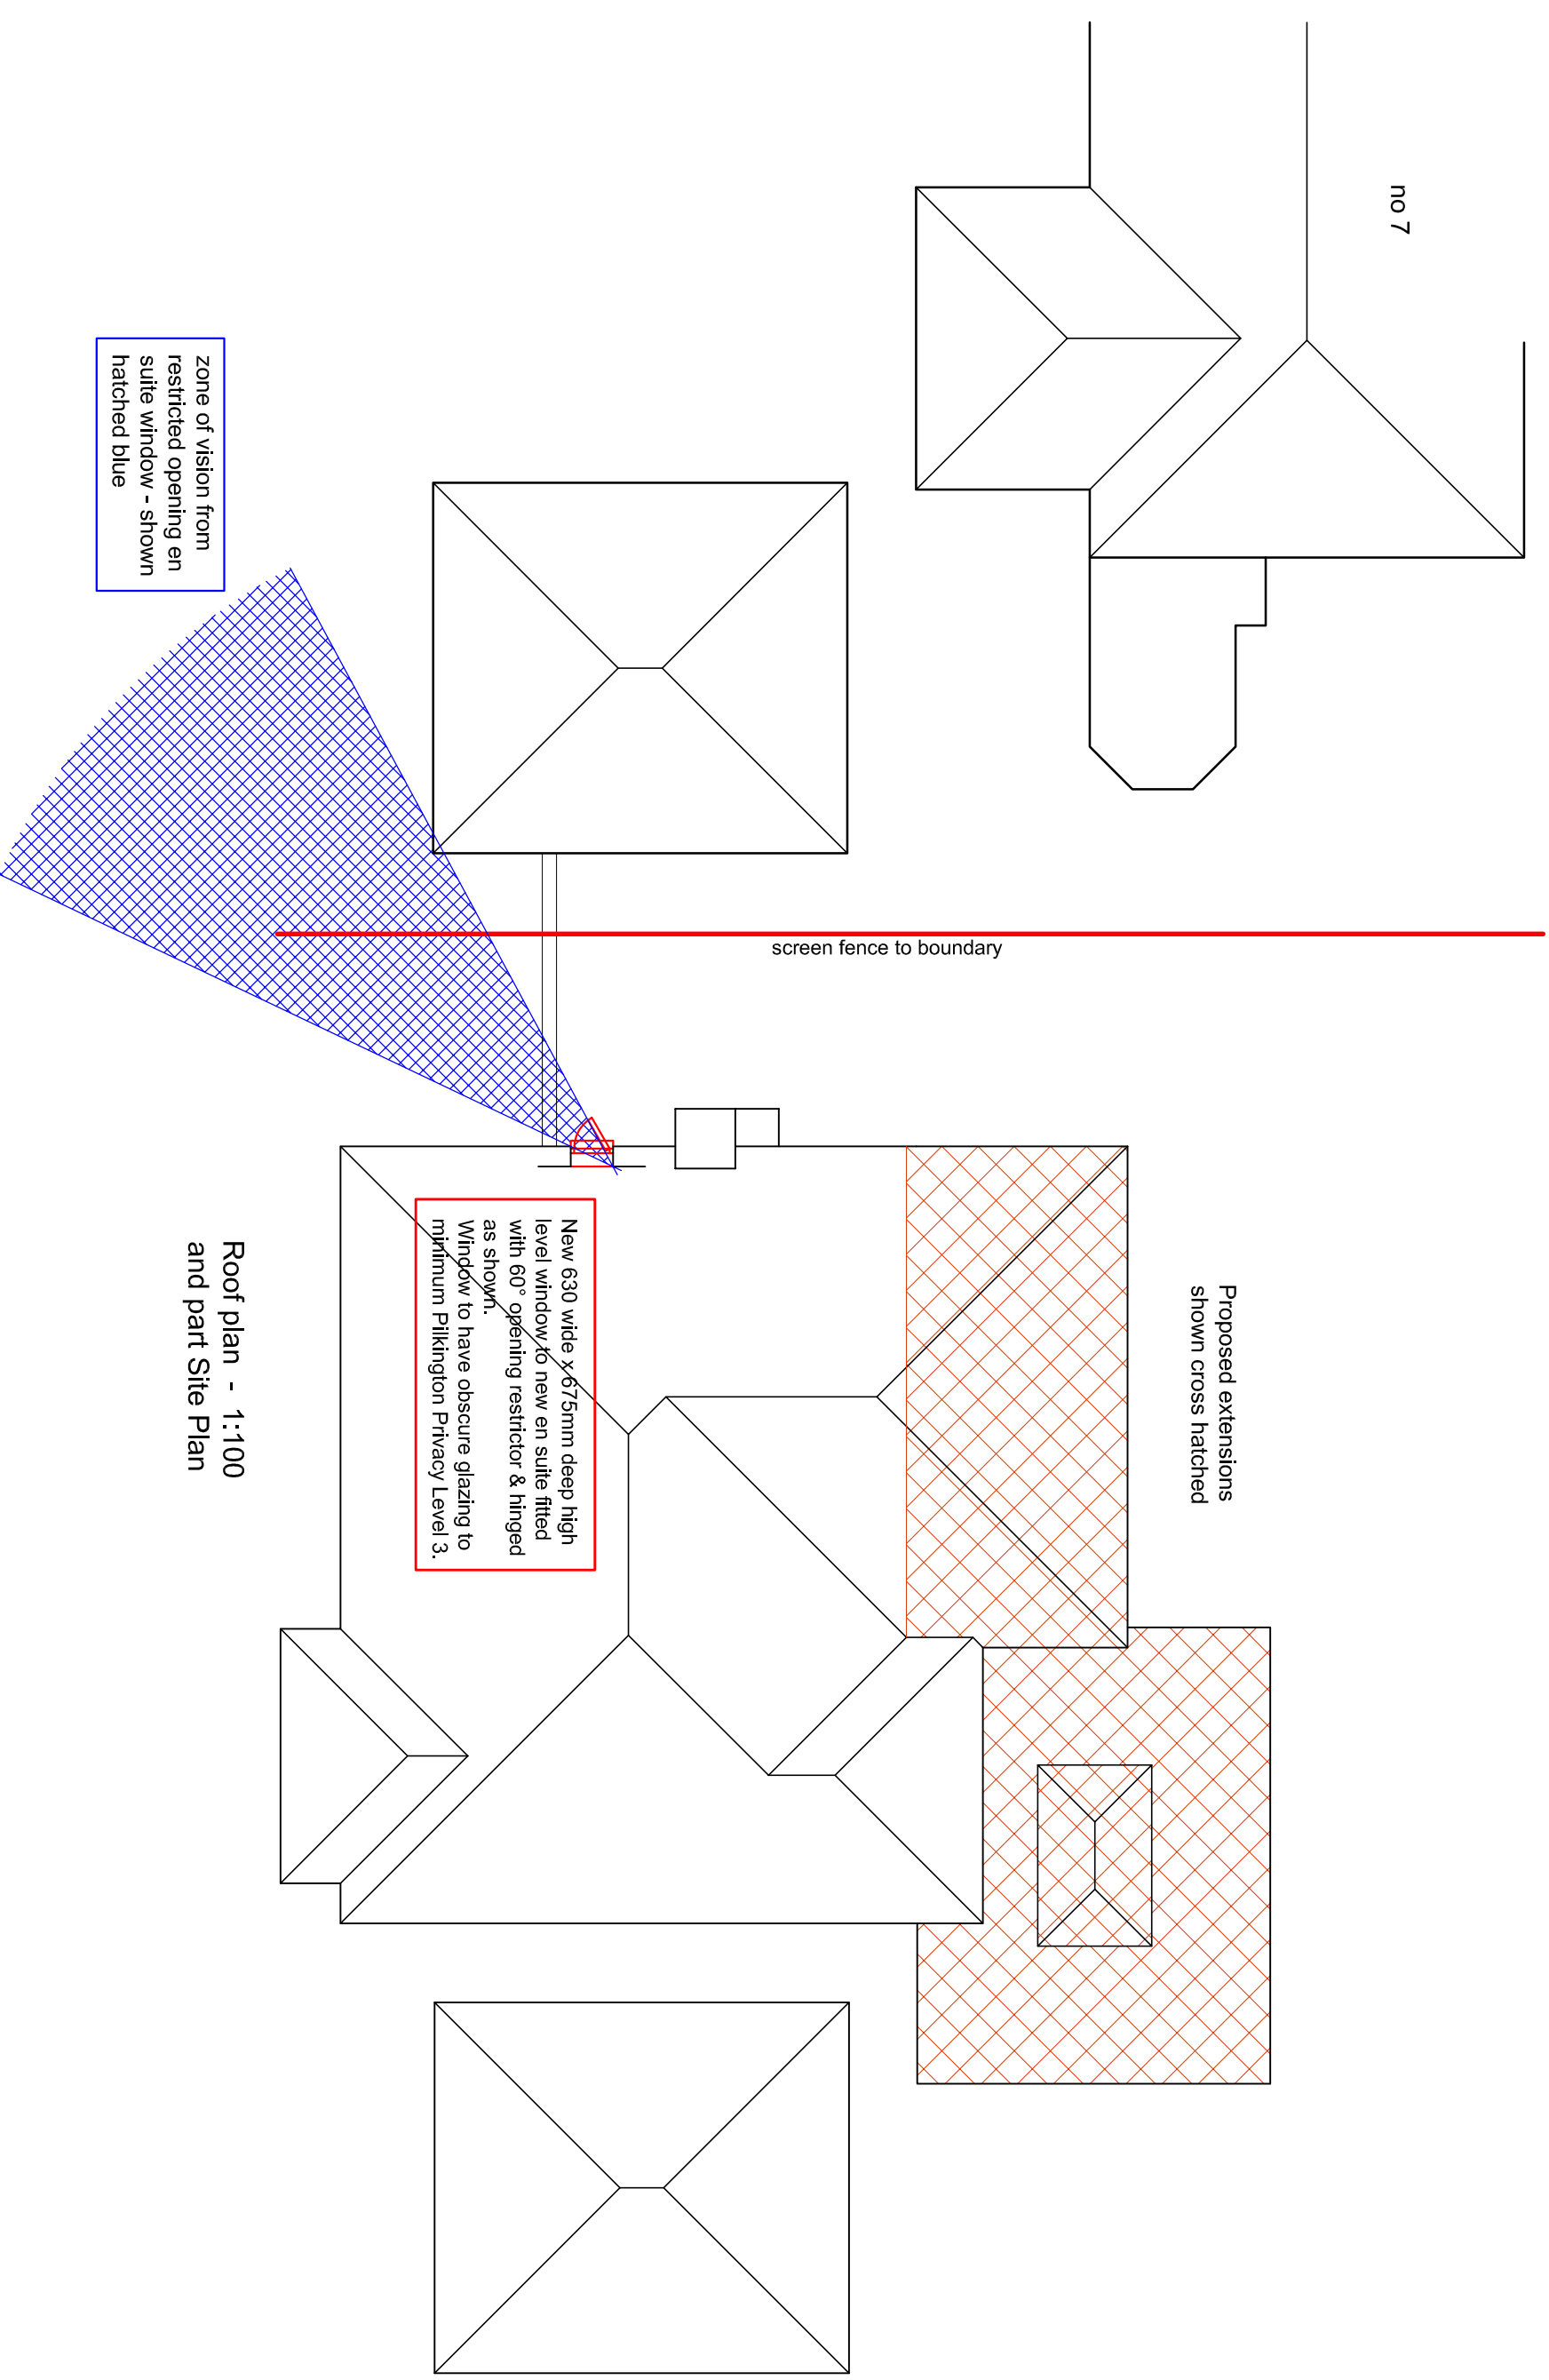 no 7
zone of vision from
restricted opening en
suite window - shown
hatched blue
screen fence to boundary
New 630 wide x 675mm deep high
level window to new en suite fitted
with 60° opening restrictor & hinged
as shown.
Window to have obscure glazing to
minimum Pilkington Privacy Level 3.
Proposed extensions
shown cross hatched
Roof plan - 1:100
and part Site Plan